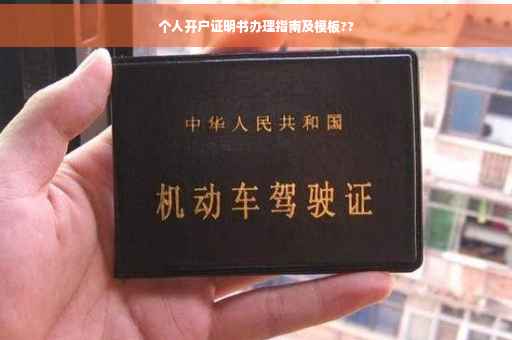 个人开户证明书办理指南及模板??
中华人民共和国
机动车驾驶证